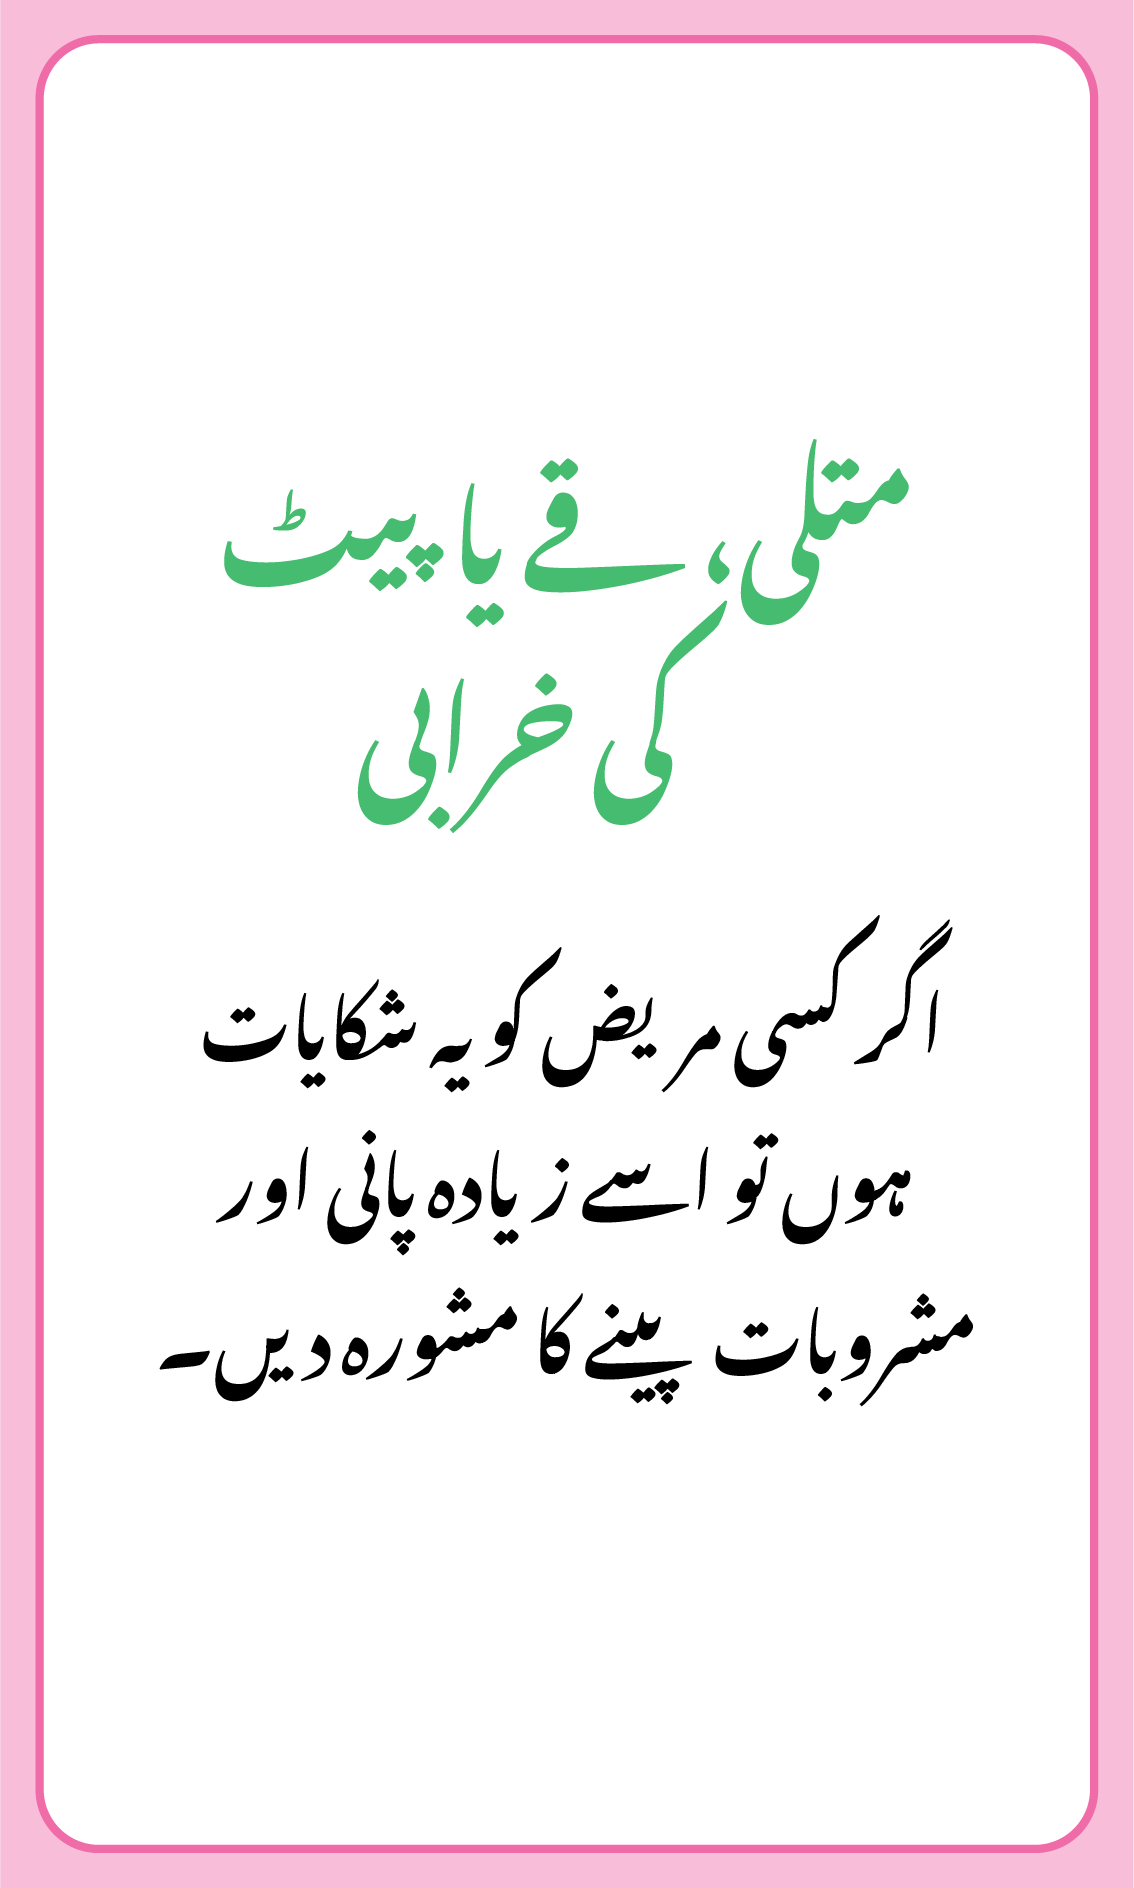 متلی، قے یا پیٹ
کی خرابی
اگر کسی مریض کو یہ شکایات
ہوں تو اسے زیادہ پانی اور
مشروبات پینے کا مشورہ دیں۔